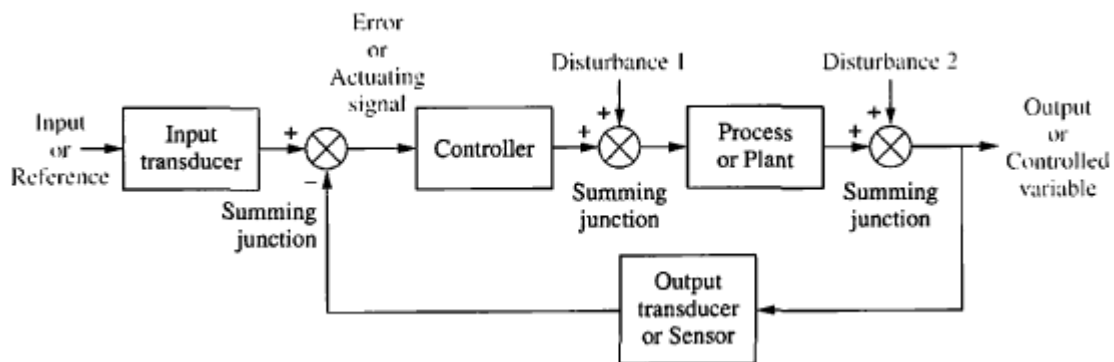 Error
or
Actuating
signal
Disturbance 1
Disturbance 2
Input
or
Reference
Input
transducer
+
−
Summing
junction
Controller
+
+
Summing
junction
Process
or Plant
+
+
Summing
junction
Output
or
Controlled
variable
Output
transducer
or Sensor